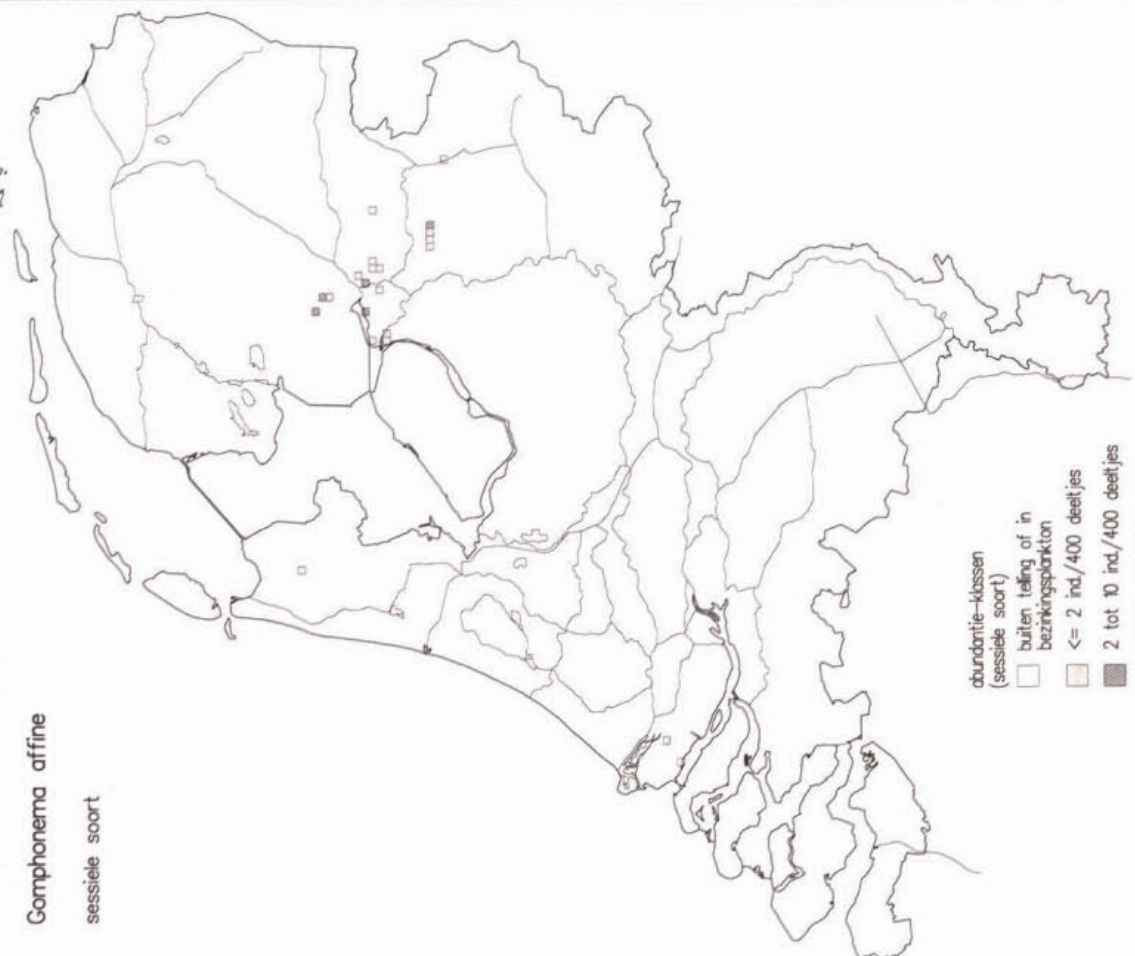 Gomphonema affine
sessiele soort
abundantie-klassen
(sessiele soort)
buiten telling of in
bezinkingsplankton
<= 2 ind./400 deeltjes
2 tot 10 ind./400 deeltjes